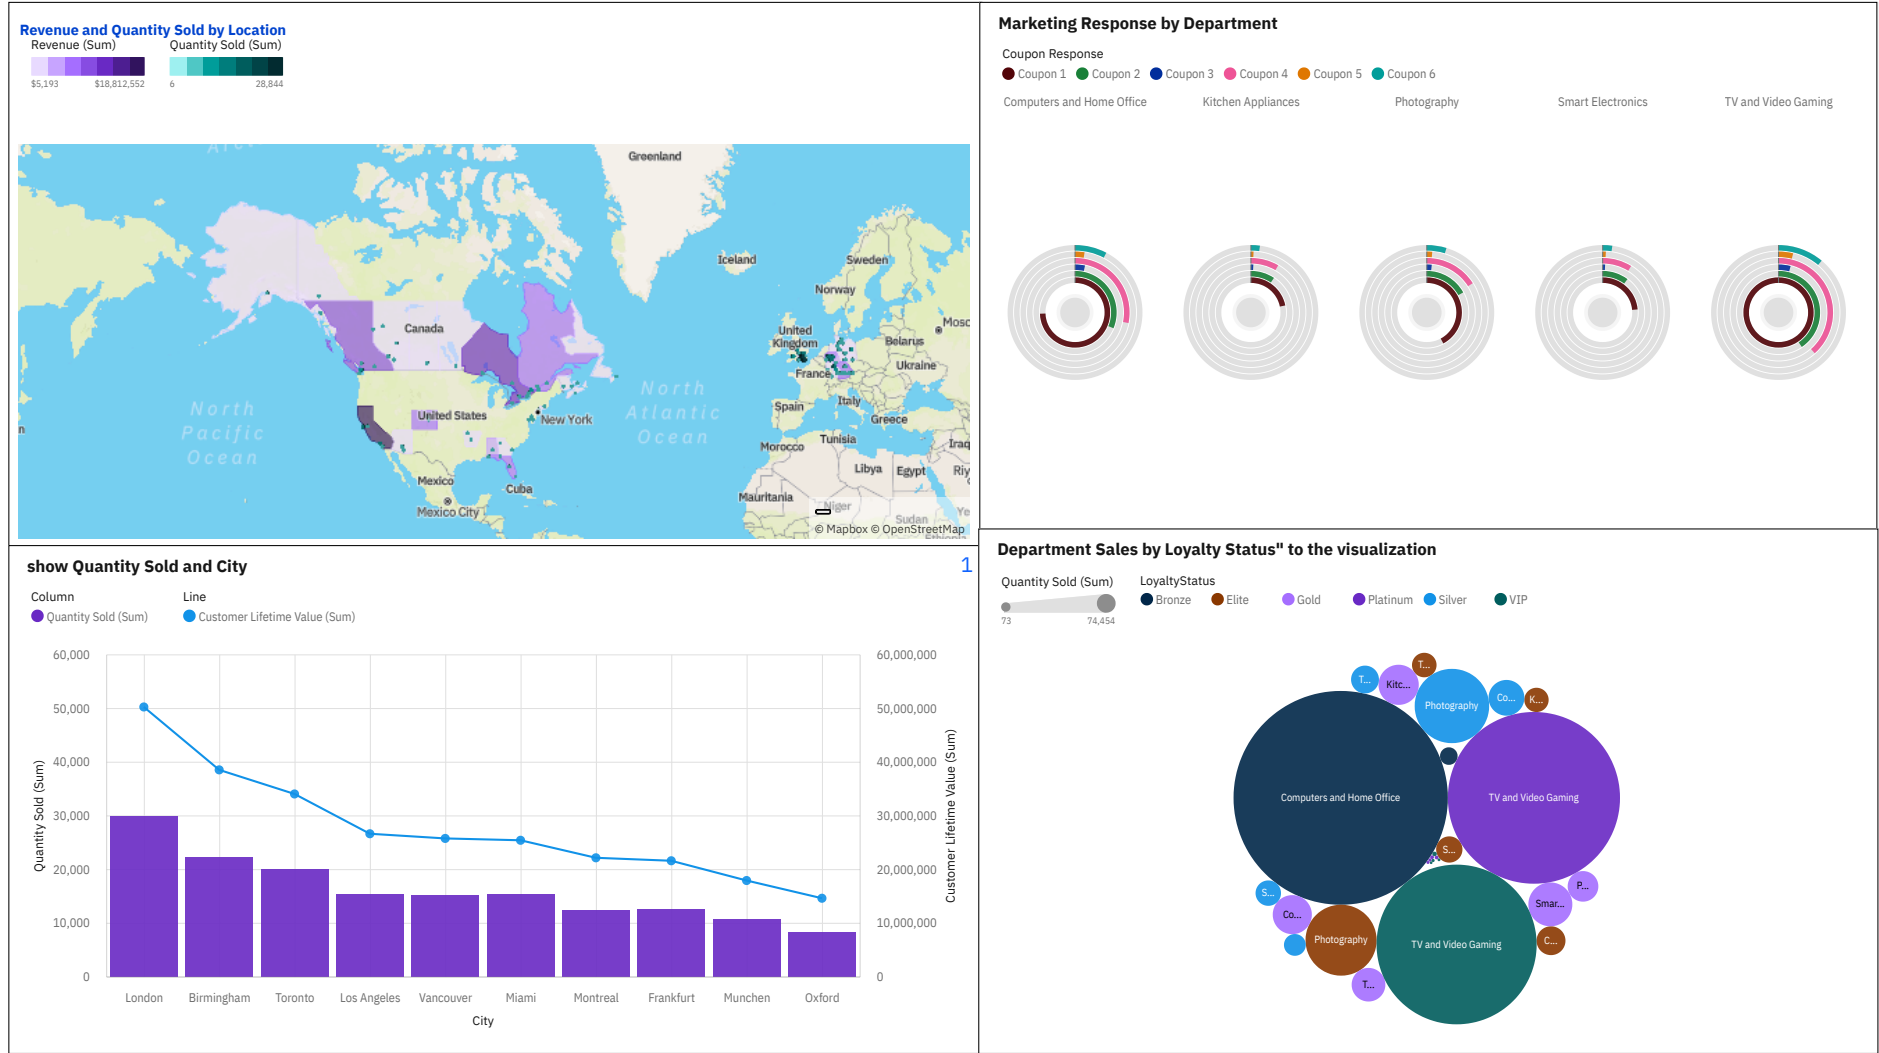 Revenue and Quantity Sold by Location
Revenue (Sum)
Quantity Sold (Sum)
$5,193
$18,812,552
6
28,844
Greenland
Iceland
Sweden
Norway
United
Kingdom
Belarus
Ukraine
France
Italy
Spain
Greece
Morocco
Tunisia
Libya
Egypt
Mauritania
Niger
Sudan
Canada
United States
New York
Mexico
Mexico City
Cuba
North
Pacific
Ocean
North
Atlantic
Ocean
© Mapbox © OpenStreetMap
Marketing Response by Department
Coupon Response
Coupon 1
Coupon 2
Coupon 3
Coupon 4
Coupon 5
Coupon 6
Computers and Home Office
Kitchen Appliances
Photography
Smart Electronics
TV and Video Gaming
show Quantity Sold and City
1
Column
Line
Quantity Sold (Sum)
Customer Lifetime Value (Sum)
60,000
50,000
40,000
30,000
20,000
10,000
0
Quantity Sold (Sum)
60,000,000
50,000,000
40,000,000
30,000,000
20,000,000
10,000,000
0
Customer Lifetime Value (Sum)
London
Birmingham
Toronto
Los Angeles
Vancouver
Miami
Montreal
Frankfurt
Munchen
Oxford
City
Department Sales by Loyalty Status" to the visualization
Quantity Sold (Sum)
73
74,454
LoyaltyStatus
Bronze
Elite
Gold
Platinum
Silver
VIP
T...
T...
Kitc...
Photography
Co...
K...
Computers and Home Office
TV and Video Gaming
S...
S...
Co...
Photography
T...
TV and Video Gaming
P...
Smar...
C...